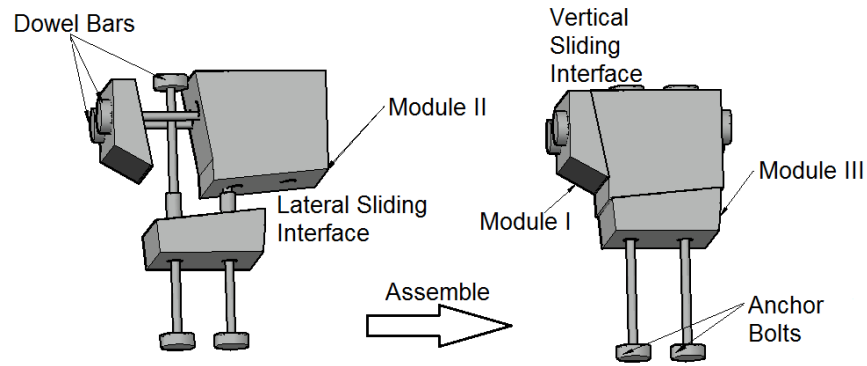 Dowel Bars
Module II
Lateral Sliding
Interface
Assemble
Vertical
Sliding
Interface
Module III
Module I
Anchor
Bolts